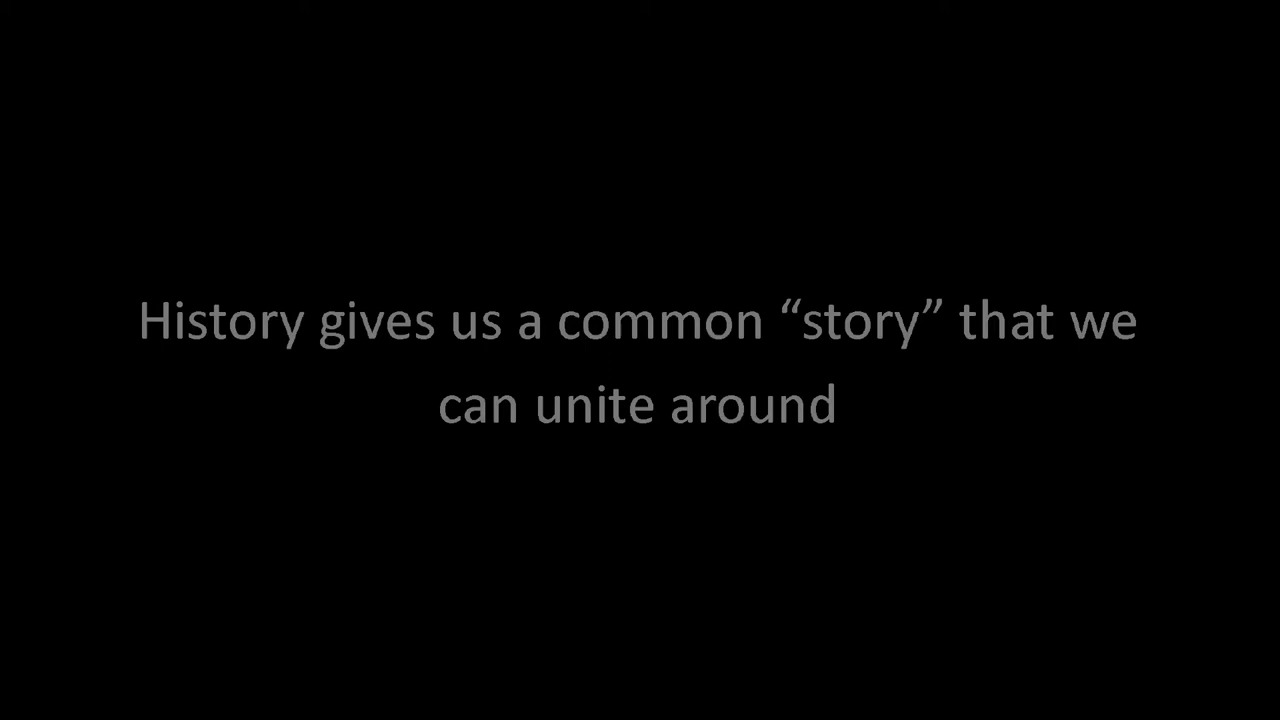 History gives us a common “story” that we
can unite around